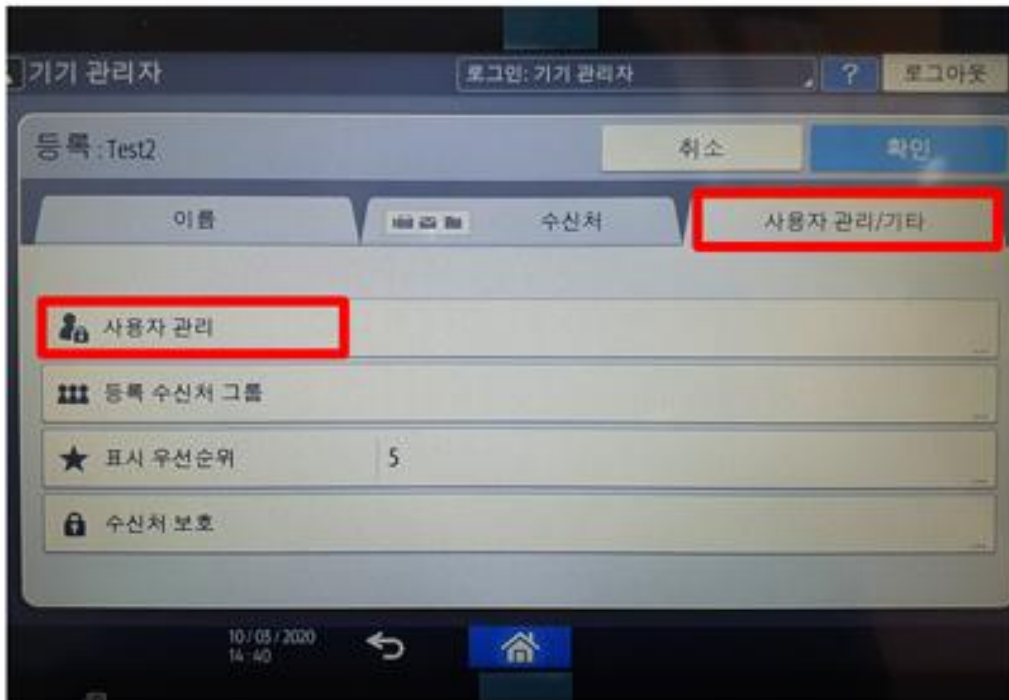 기기 관리자
로그인: 기기 관리자
?
로그아웃
등록 :Test2
취소
확인
이름
수신처
사용자 관리/기타
사용자 관리
등록 수신처 그룹
표시 우선순위
5
수신처 보호
10 / 03 / 2020
14 : 40